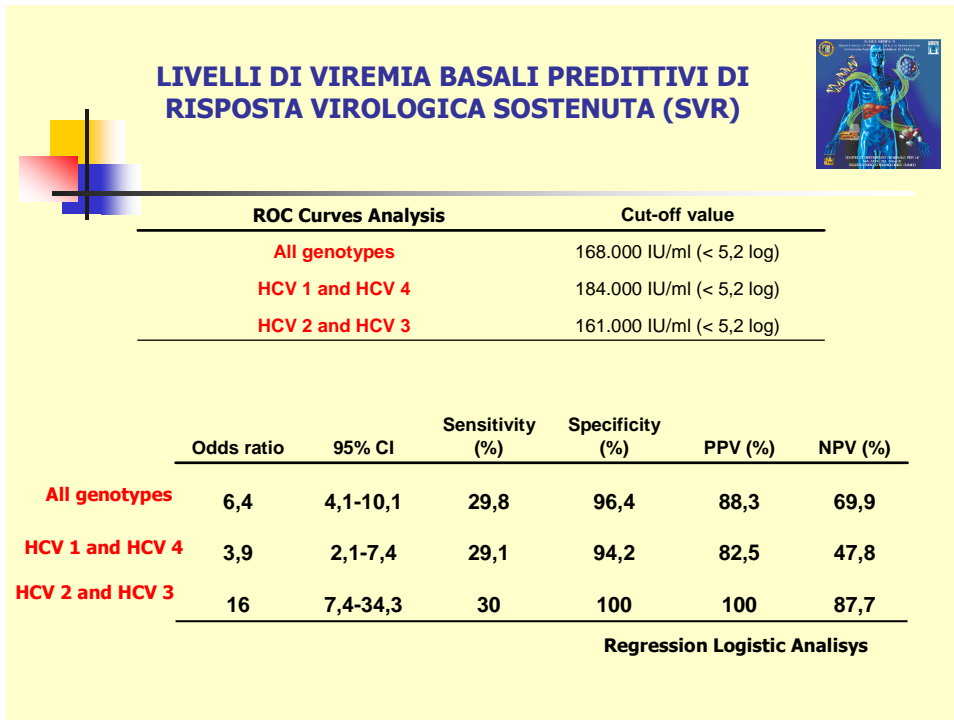 LIVELLI DI VIREMIA BASALI PREDITTIVI DI
RISPOSTA VIROLOGICA SOSTENUTA (SVR)
ROC Curves Analysis Cut-off value
All genotypes 168.000 IU/ml (< 5,2 log)
HCV 1 and HCV 4 184.000 IU/ml (< 5,2 log)
HCV 2 and HCV 3 161.000 IU/ml (< 5,2 log)
Odds ratio 95% CI Sensitivity (%) Specificity (%) PPV (%) NPV (%)
All genotypes 6,4 4,1-10,1 29,8 96,4 88,3 69,9
HCV 1 and HCV 4 3,9 2,1-7,4 29,1 94,2 82,5 47,8
HCV 2 and HCV 3 16 7,4-34,3 30 100 100 87,7
Regression Logistic Analisys